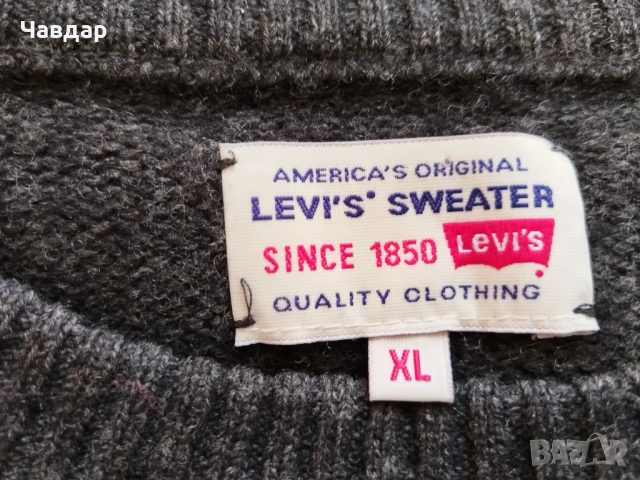 Чавдар
AMERICA'S ORIGINAL
LEVI'S® SWEATER
SINCE 1850 LEVI'S
QUALITY CLOTHING
XL
BAZAR